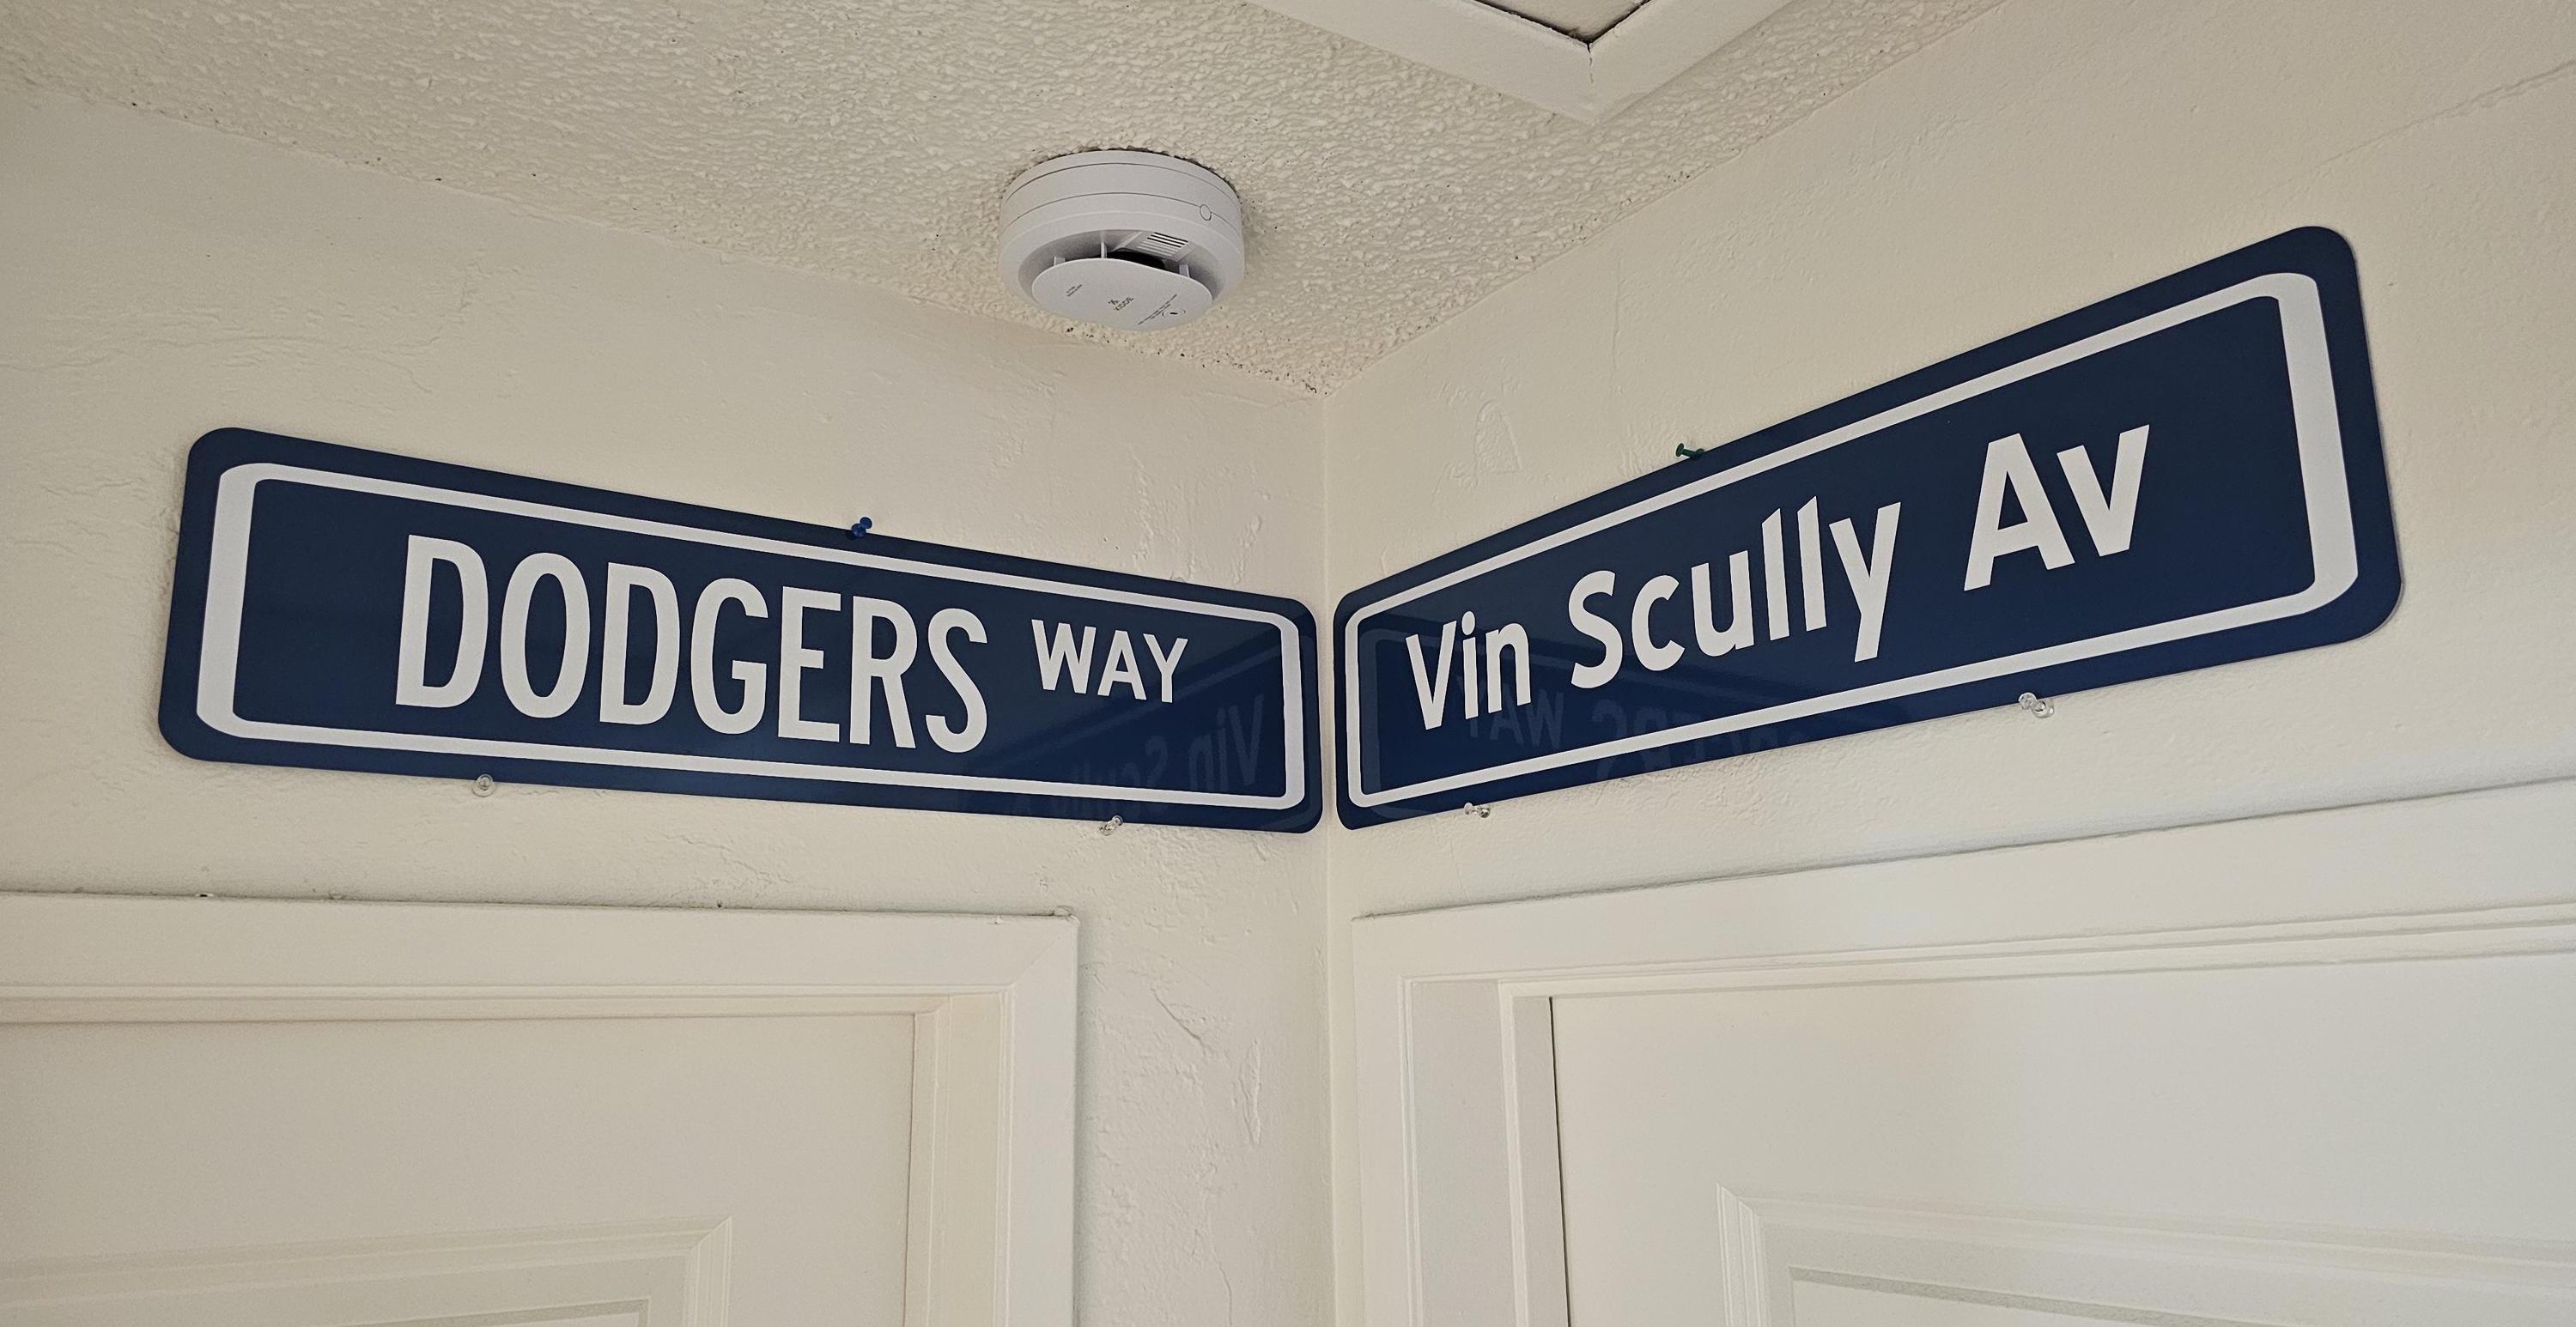 DODGERS WAY
Vin Scully Av